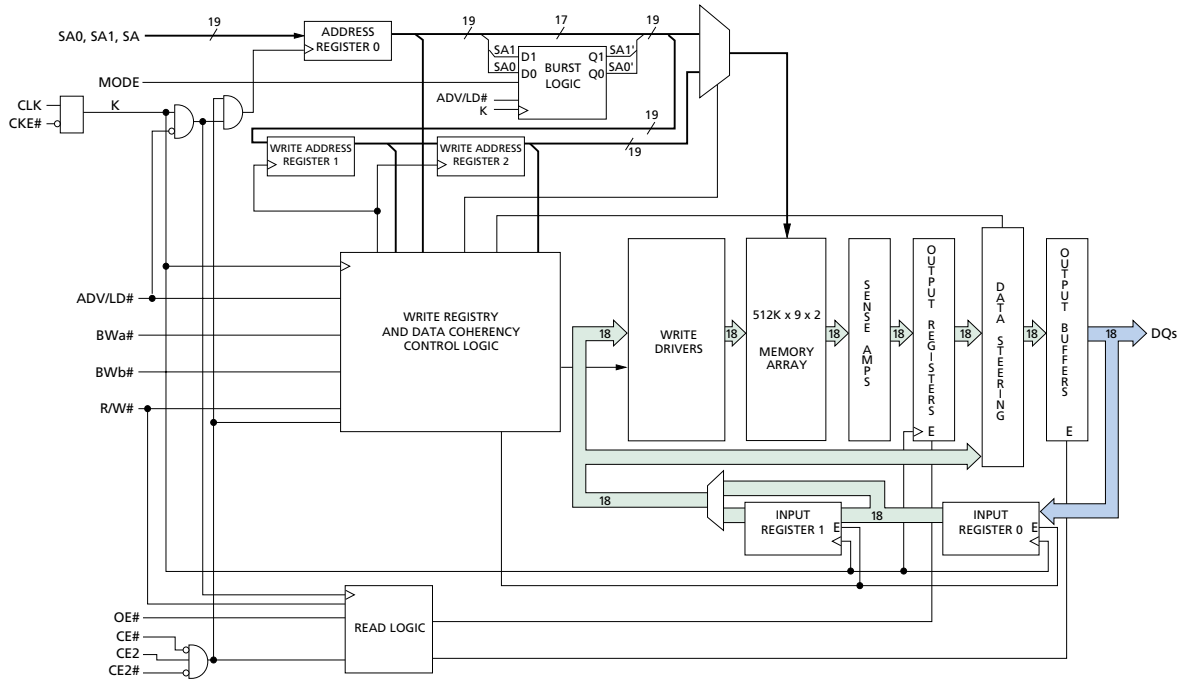 19
ADDRESS
REGISTER 0
19
17
19
SA0, SA1, SA
SA1
D1
Q1
SA1'
SA0
D0
BURST
LOGIC
Q0
SA0'
MODE
ADV/LD#
K
CLK
K
CKE#
19
19
WRITE ADDRESS
REGISTER 1
WRITE ADDRESS
REGISTER 2
ADV/LD#
BWa#
BWb#
R/W#
WRITE REGISTRY
AND DATA COHERENCY
CONTROL LOGIC
18
WRITE
DRIVERS
18
512K x 9 x 2
MEMORY
ARRAY
18
SENSE AMPS
18
OUTPUT REGISTERS
E
18
DATA STEERING
18
OUTPUT BUFFERS
E
18
DQs
18
INPUT
REGISTER 1
E
18
INPUT
REGISTER 0
E
OE#
CE#
CE2
CE2#
READ LOGIC